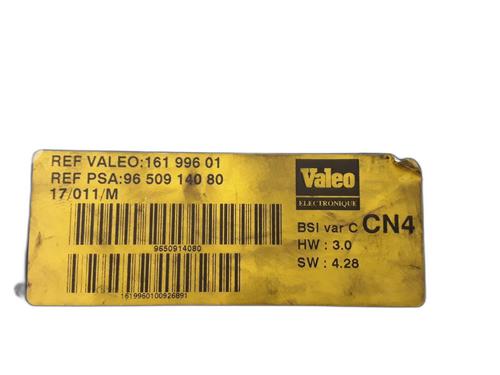 REF VALEO:161 996 01
REF PSA:96 509 140 80
17/011/M
Valeo
ELECTRONIQUE
BSI var C CN4
HW : 3.0
SW : 4.28
9650914080
1619960100926891